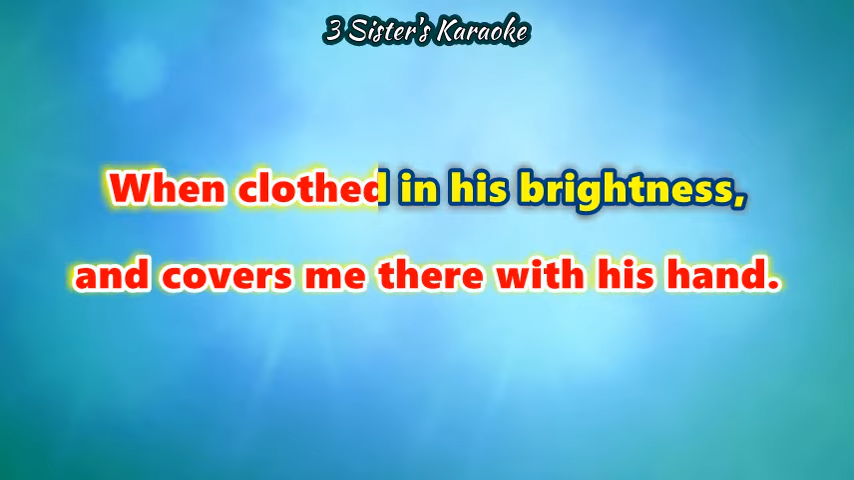 3 Sister's Karaoke
When clothed in his brightness,
and covers me there with his hand.